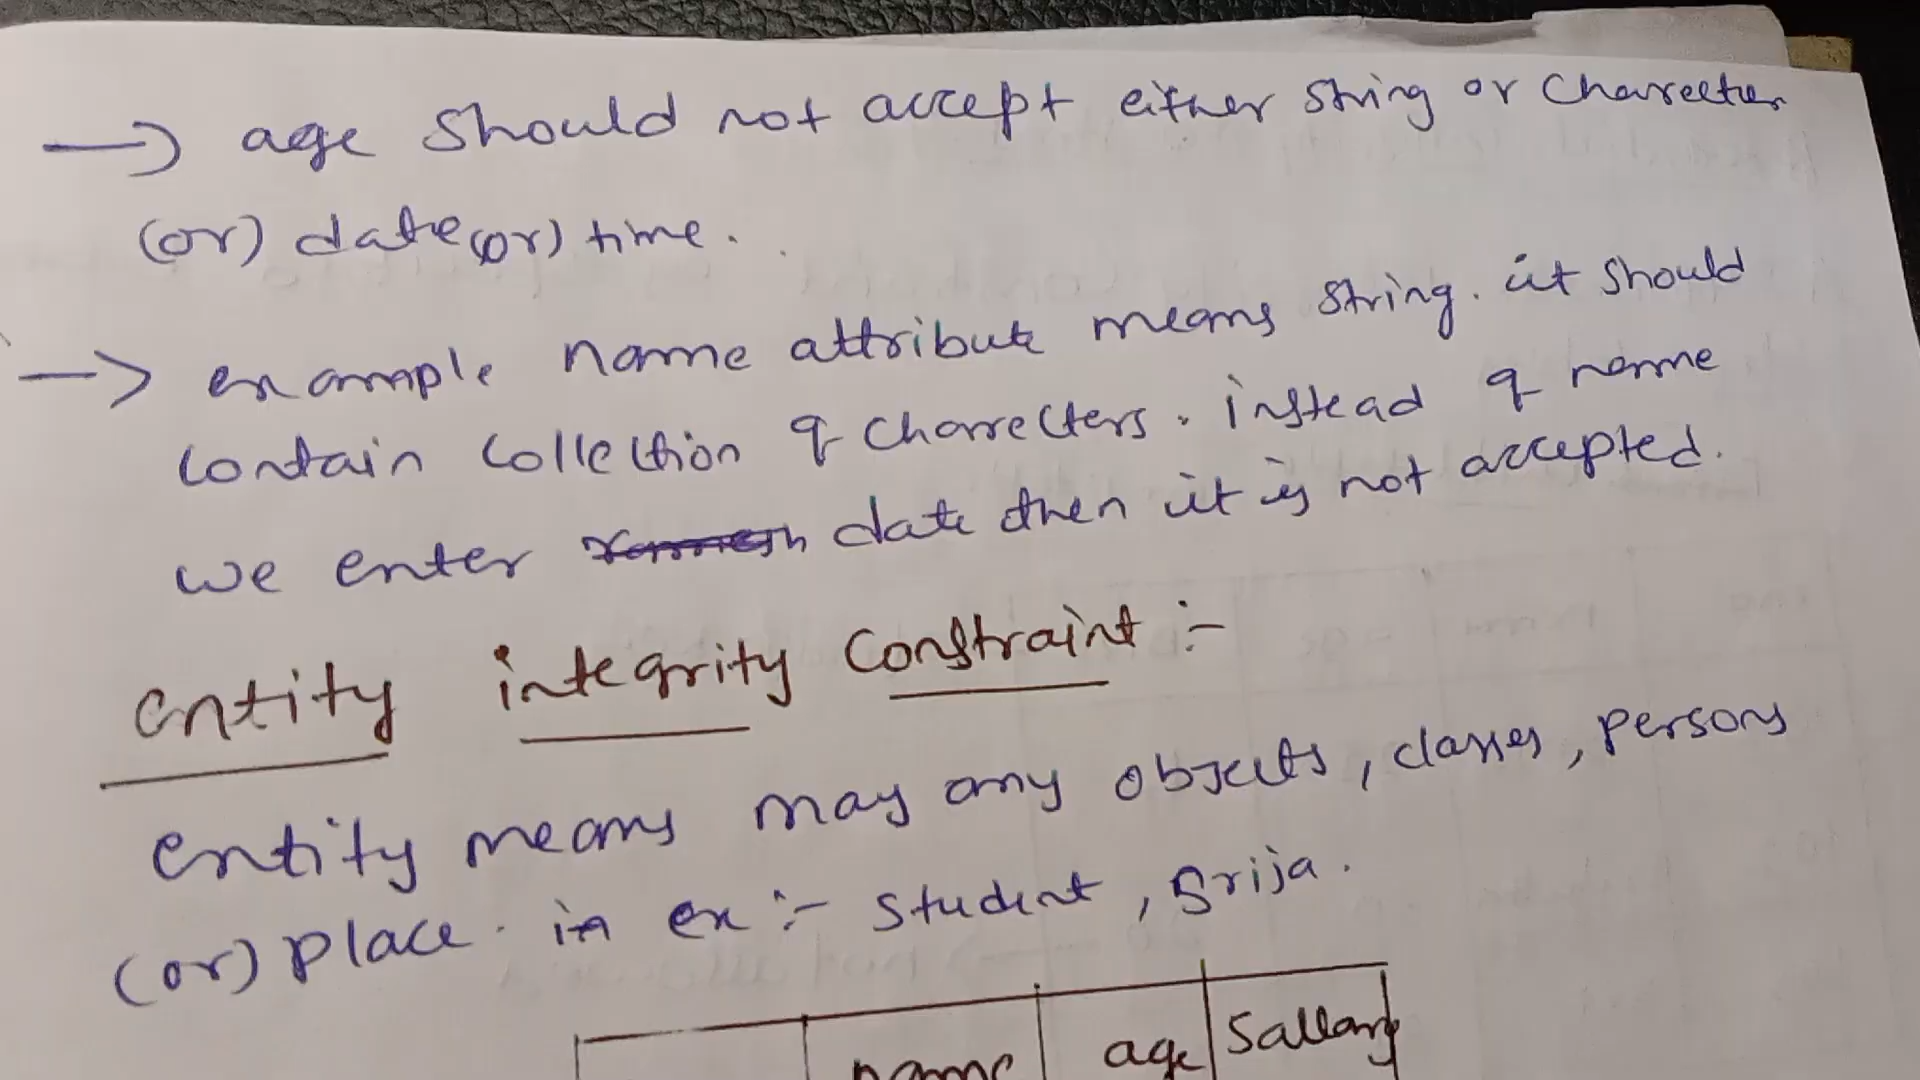 —> age should not accept either string or charecter
(or) date (or) time.
—> example name attribute means string. it should
contain collection of charrecters. instead of name
we enter date then it is not accepted.
entity integrity constraint :-
entity means may any objects, classes, persons
(or) place. in ex :- student, srija.
name age Sallary